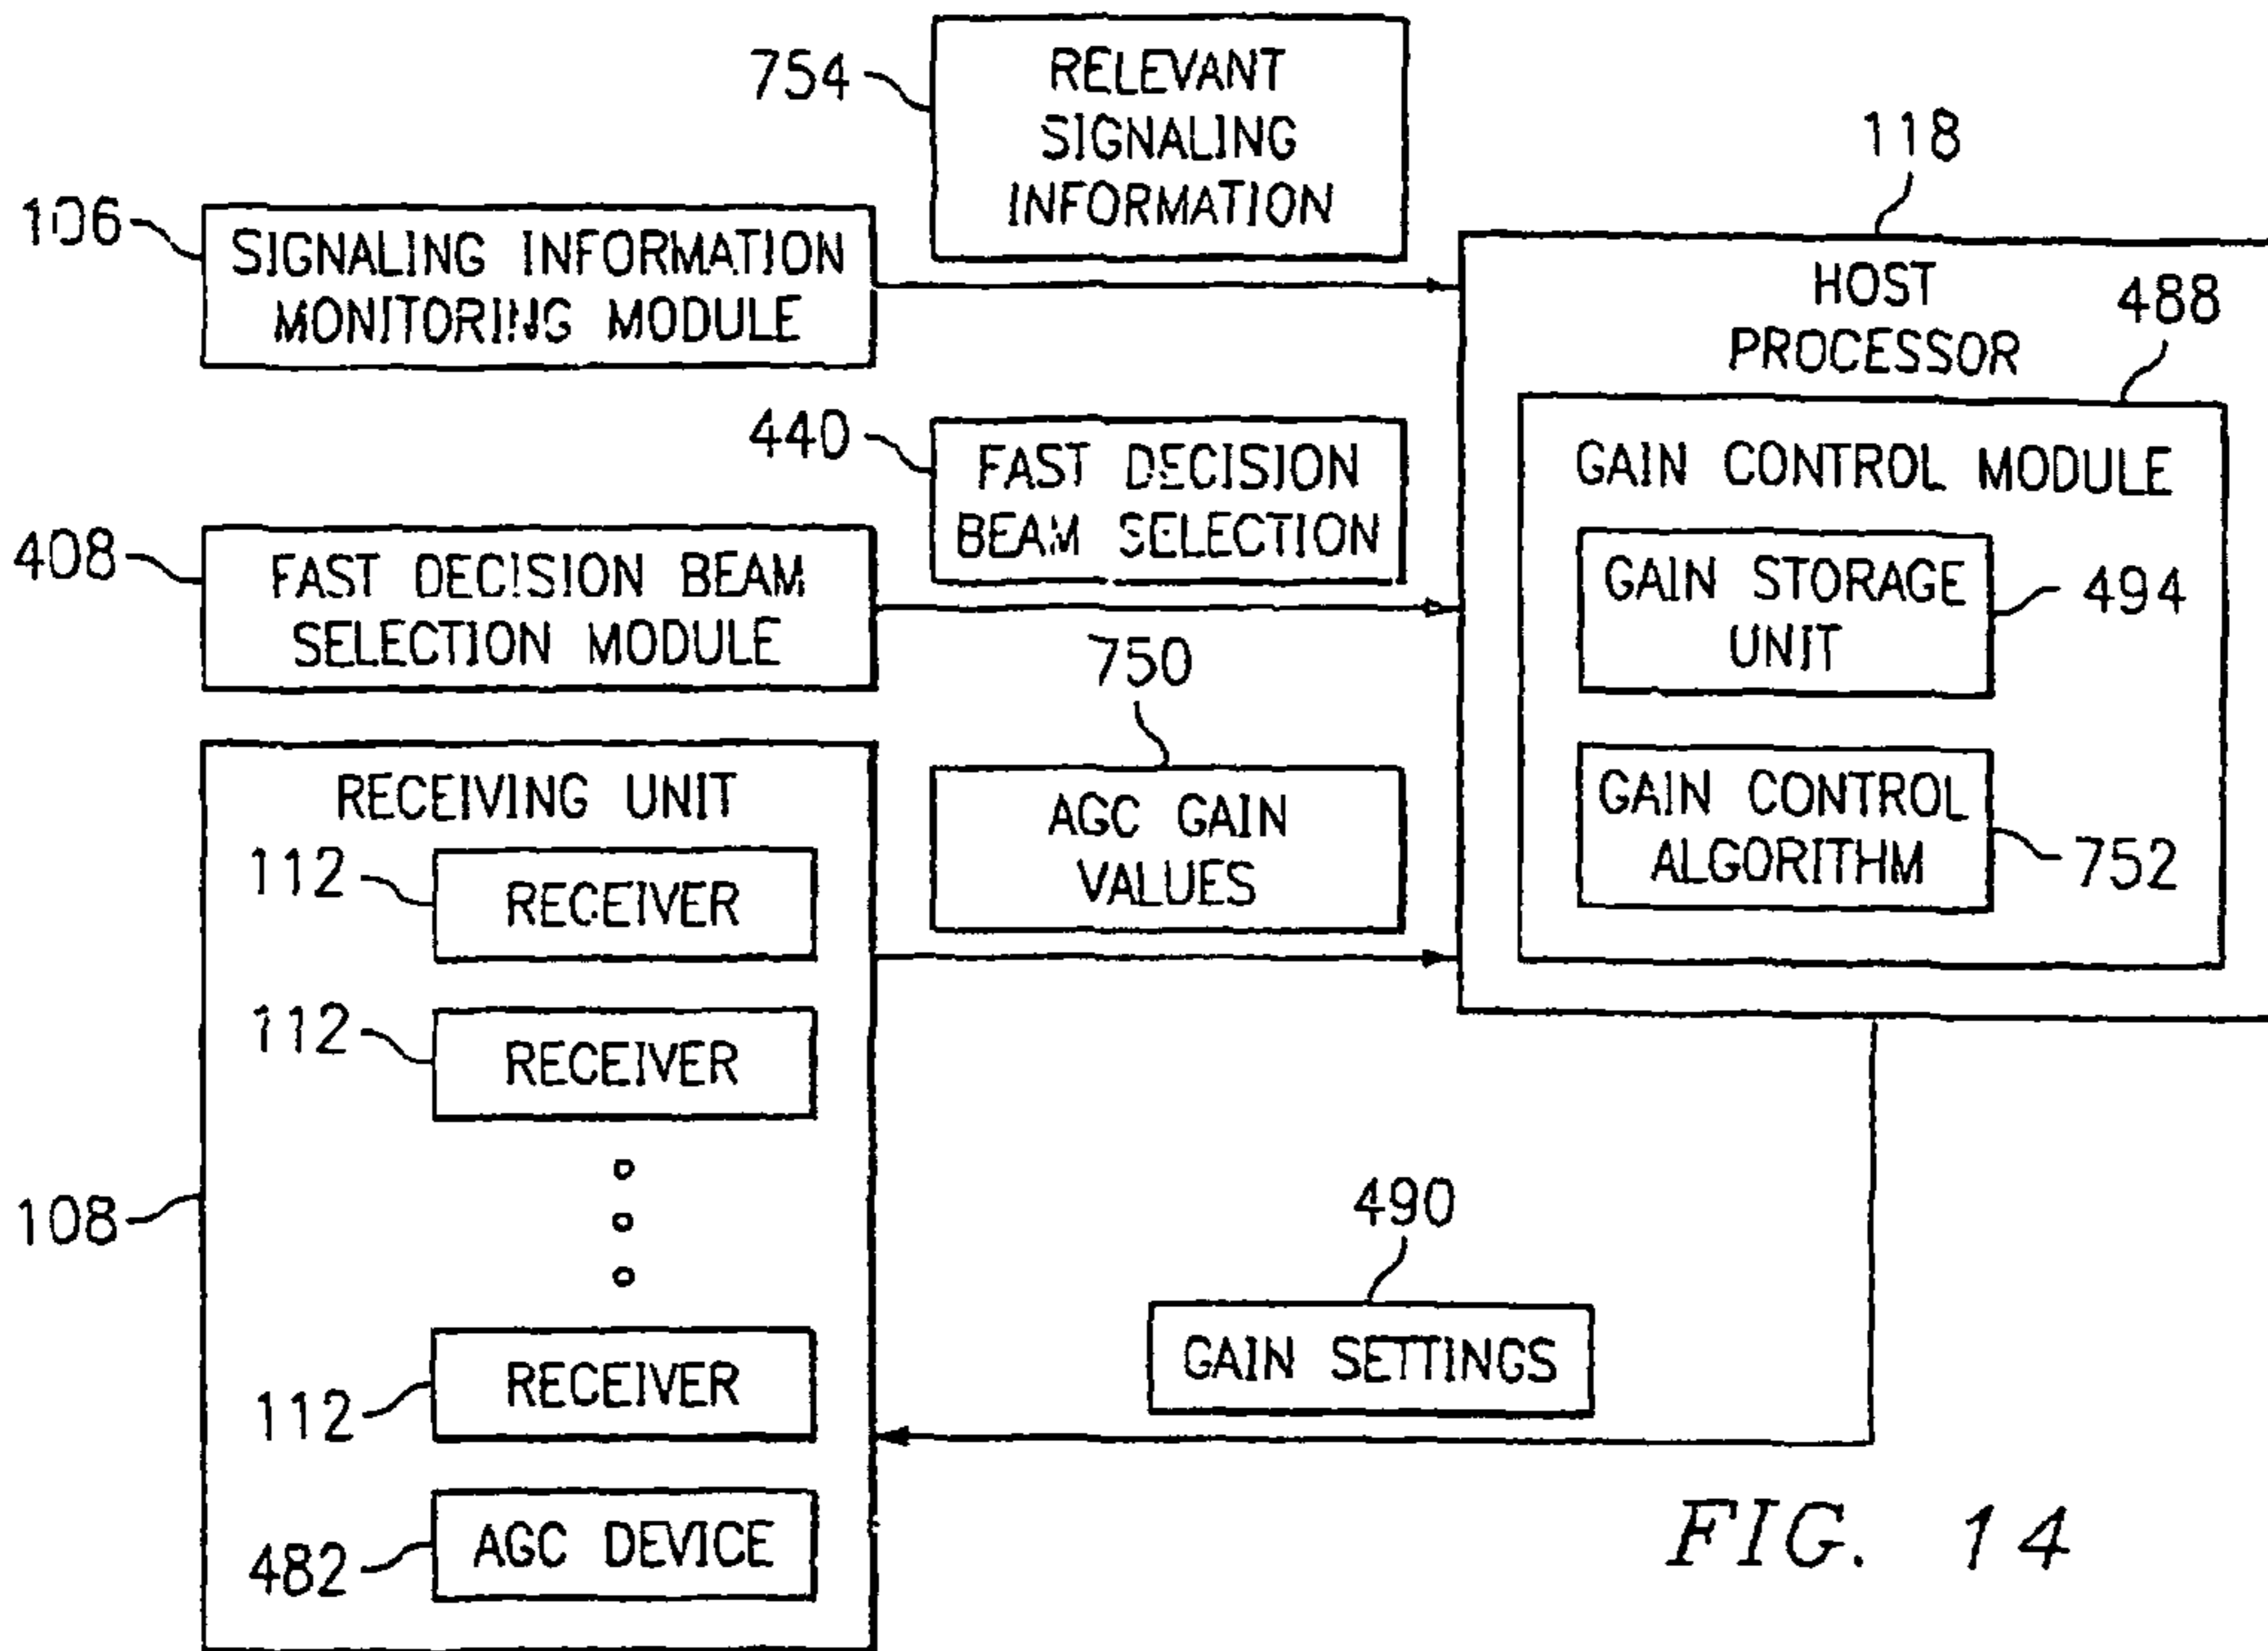 754
RELEVANT
SIGNALING
INFORMATION
118
106
SIGNALING INFORMATION
MONITORING MODULE
HOST
PROCESSOR
488
440
FAST DECISION
BEAM SELECTION
GAIN CONTROL MODULE
408
FAST DECISION BEAM
SELECTION MODULE
GAIN STORAGE
UNIT
494
750
RECEIVING UNIT
AGC GAIN
VALUES
GAIN CONTROL
ALGORITHM
752
112
RECEIVER
112
RECEIVER
108
490
GAIN SETTINGS
112
RECEIVER
482
AGC DEVICE
FIG. 14